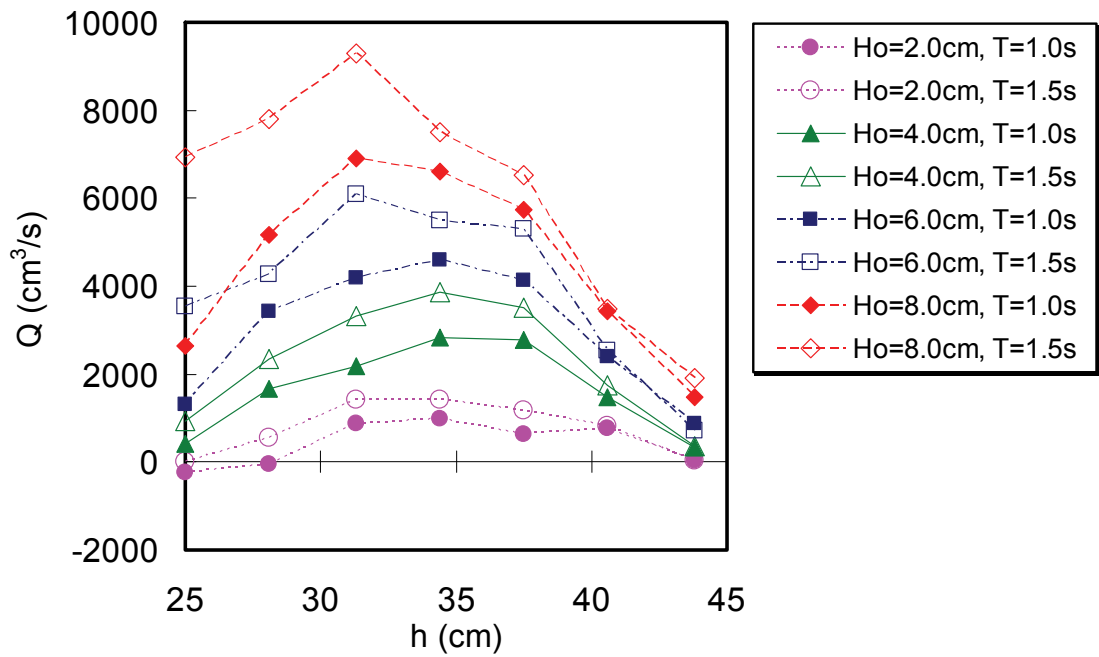 10000
8000
6000
4000
2000
0
-2000
Q (cm³/s)
25
30
35
40
45
h (cm)
Ho=2.0cm, T=1.0s
Ho=2.0cm, T=1.5s
Ho=4.0cm, T=1.0s
Ho=4.0cm, T=1.5s
Ho=6.0cm, T=1.0s
Ho=6.0cm, T=1.5s
Ho=8.0cm, T=1.0s
Ho=8.0cm, T=1.5s